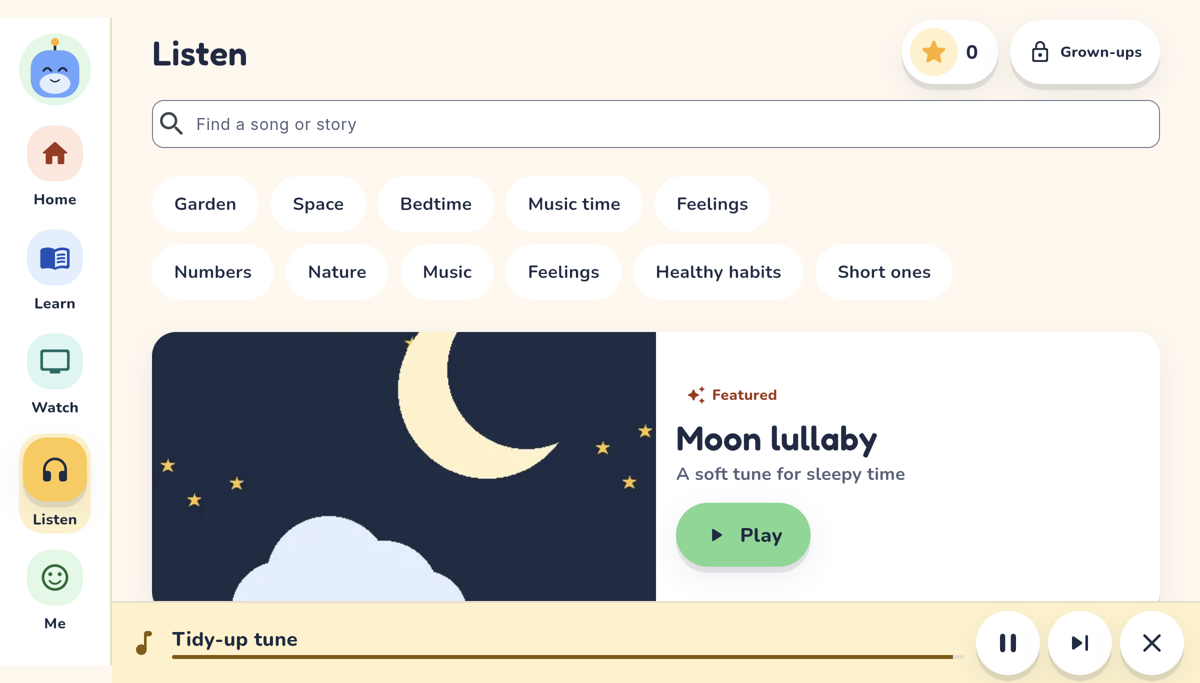 Listen
0
Grown-ups
Find a song or story
Garden
Space
Bedtime
Music time
Feelings
Numbers
Nature
Music
Feelings
Healthy habits
Short ones
Home
Learn
Watch
Listen
Me
Featured
Moon lullaby
A soft tune for sleepy time
Play
Tidy-up tune